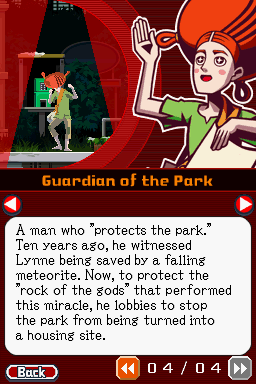 Guardian of the Park
A man who "protects the park."
Ten years ago, he witnessed
Lynne being saved by a falling
meteorite. Now, to protect the
"rock of the gods" that performed
this miracle, he lobbies to stop
the park from being turned into
a housing site.
Back
04 / 04